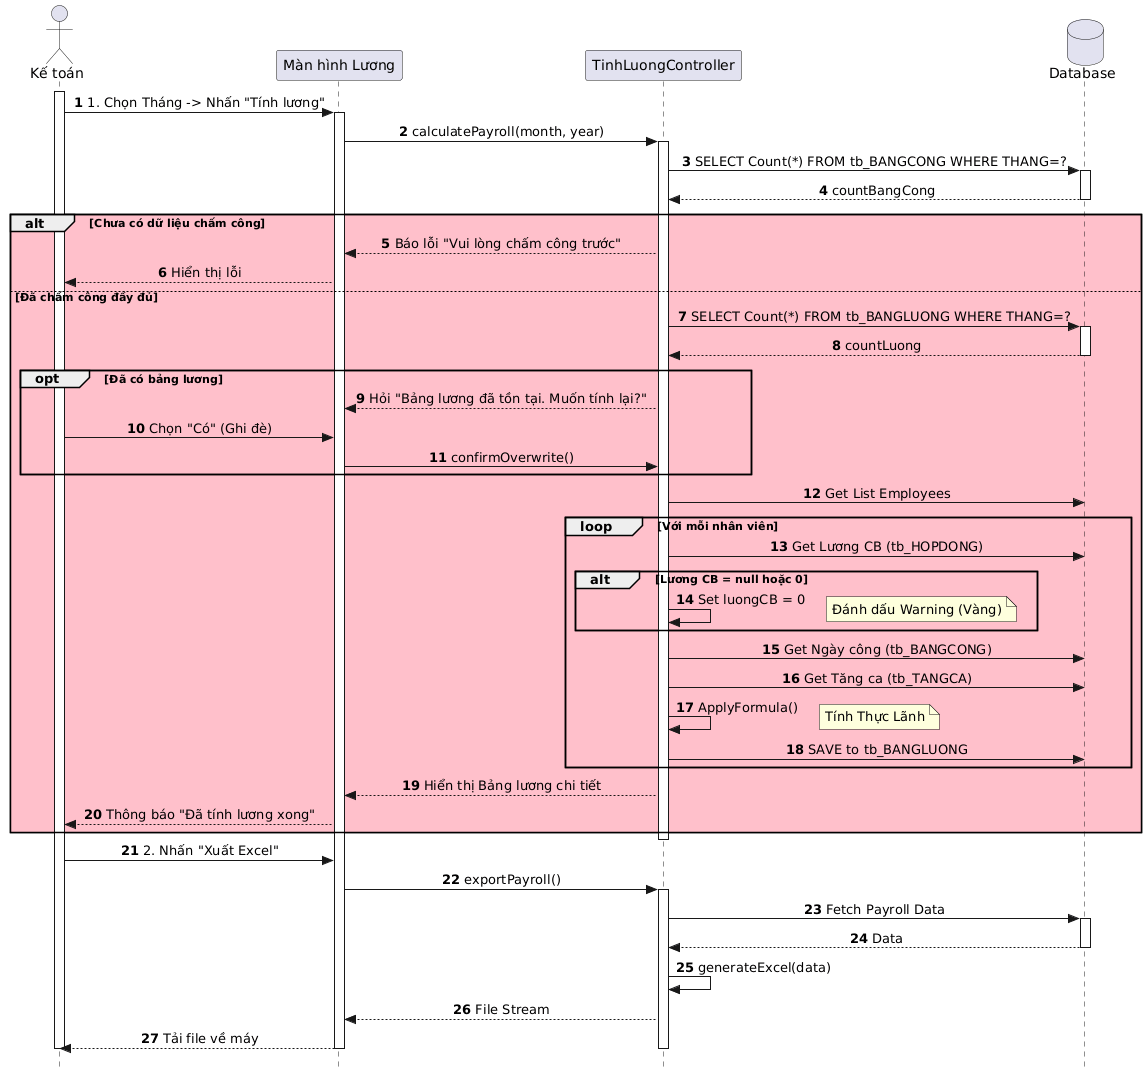 Kế toán
Màn hình Lương
TinhLuongController
Database
1 1. Chọn Tháng -> Nhấn "Tính lương"
2 calculatePayroll(month, year)
3 SELECT Count(*) FROM tb_BANGCONG WHERE THANG=?
4 countBangCong
alt [Chưa có dữ liệu chấm công]
5 Báo lỗi "Vui lòng chấm công trước"
6 Hiển thị lỗi
[Đã chấm công đầy đủ]
7 SELECT Count(*) FROM tb_BANGLUONG WHERE THANG=?
8 countLuong
opt [Đã có bảng lương]
9 Hỏi "Bảng lương đã tồn tại. Muốn tính lại?"
10 Chọn "Có" (Ghi đè)
11 confirmOverwrite()
12 Get List Employees
loop [Với mỗi nhân viên]
13 Get Lương CB (tb_HOPDONG)
alt [Lương CB = null hoặc 0]
14 Set luongCB = 0
Đánh dấu Warning (Vàng)
15 Get Ngày công (tb_BANGCONG)
16 Get Tăng ca (tb_TANGCA)
17 ApplyFormula()
Tính Thực Lãnh
18 SAVE to tb_BANGLUONG
19 Hiển thị Bảng lương chi tiết
20 Thông báo "Đã tính lương xong"
21 2. Nhấn "Xuất Excel"
22 exportPayroll()
23 Fetch Payroll Data
24 Data
25 generateExcel(data)
26 File Stream
27 Tải file về máy